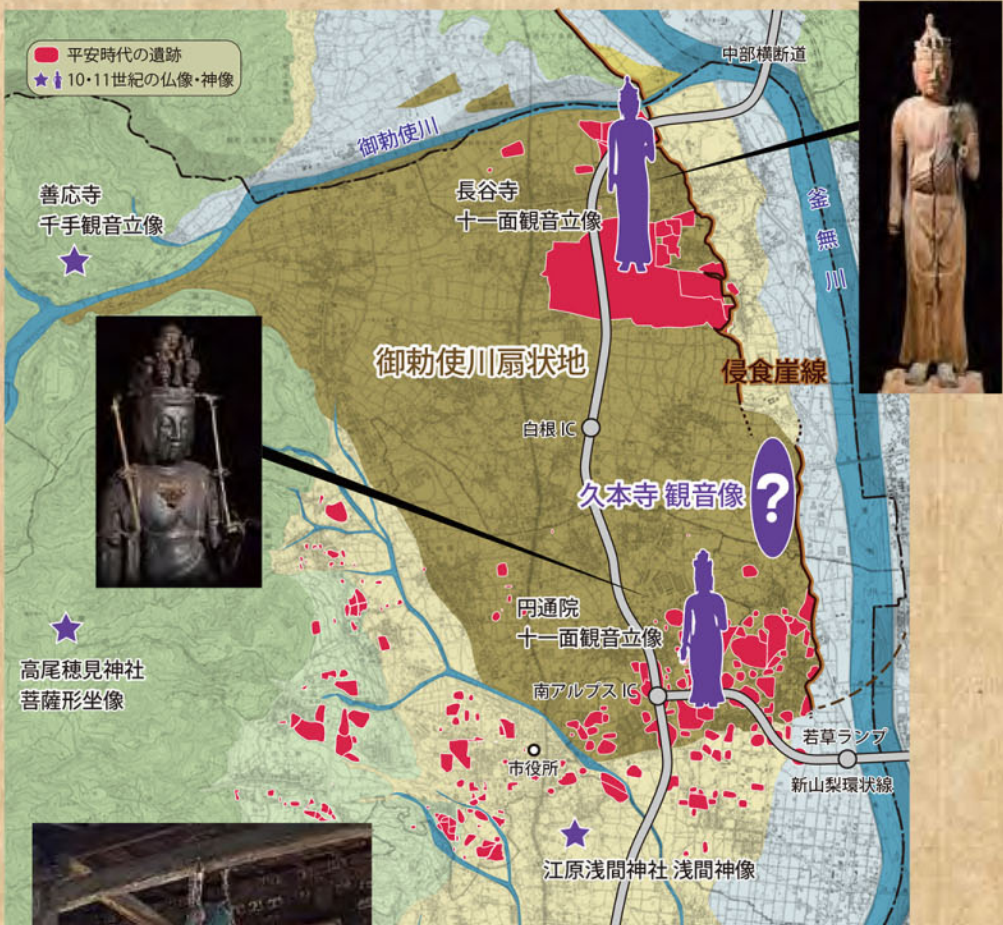 平安時代の遺跡
10・11世紀の仏像・神像
中部横断道
御勅使川
善応寺
千手観音立像
長谷寺
十一面観音立像
釜無川
御勅使川扇状地
侵食崖線
白根 IC
久本寺 観音像
?
円通院
十一面観音立像
高尾穂見神社
菩薩形坐像
南アルプス IC
若草ランプ
市役所
新山梨環状線
江原浅間神社 浅間神像